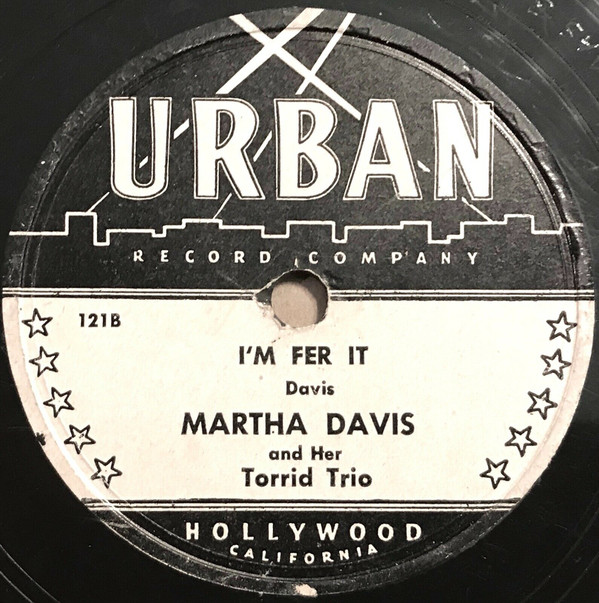 URBAN
RECORD COMPANY
121B
I'M FER IT
Davis
MARTHA DAVIS
and Her
Torrid Trio
HOLLYWOOD
CALIFORNIA